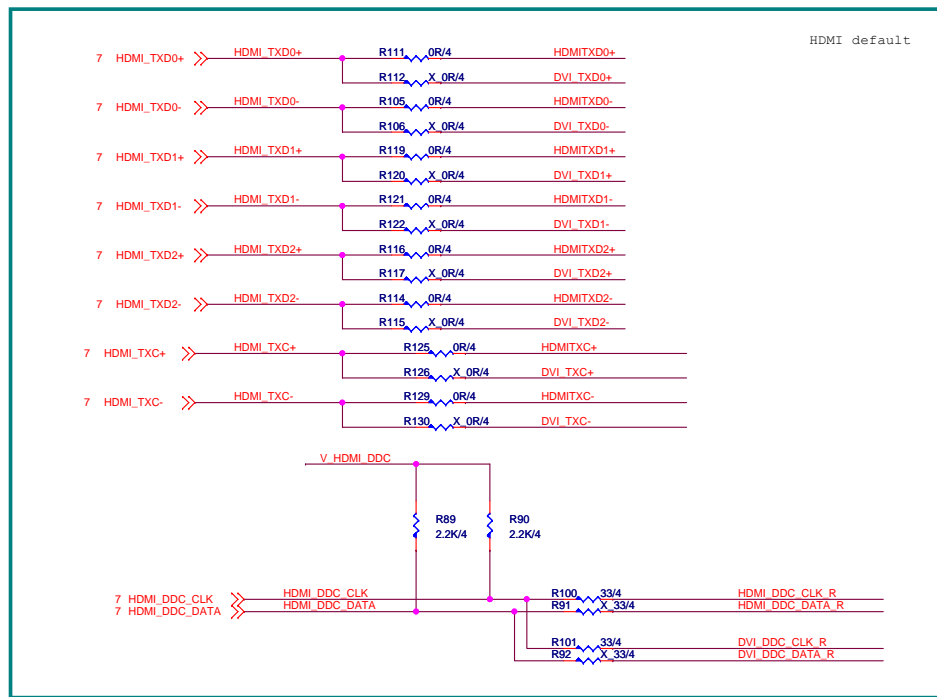 HDMI default
7 HDMI_TXD0+ HDMI_TXD0+ R111 0R/4 HDMITXD0+
R112 X_0R/4 DVI_TXD0+
7 HDMI_TXD0- HDMI_TXD0- R105 0R/4 HDMITXD0-
R106 X_0R/4 DVI_TXD0-
7 HDMI_TXD1+ HDMI_TXD1+ R119 0R/4 HDMITXD1+
R120 X_0R/4 DVI_TXD1+
7 HDMI_TXD1- HDMI_TXD1- R121 0R/4 HDMITXD1-
R122 X_0R/4 DVI_TXD1-
7 HDMI_TXD2+ HDMI_TXD2+ R116 0R/4 HDMITXD2+
R117 X_0R/4 DVI_TXD2+
7 HDMI_TXD2- HDMI_TXD2- R114 0R/4 HDMITXD2-
R115 X_0R/4 DVI_TXD2-
7 HDMI_TXC+ HDMI_TXC+ R125 0R/4 HDMITXC+
R126 X_0R/4 DVI_TXC+
7 HDMI_TXC- HDMI_TXC- R129 0R/4 HDMITXC-
R130 X_0R/4 DVI_TXC-
V_HDMI_DDC
R89 R90
2.2K/4 2.2K/4
7 HDMI_DDC_CLK HDMI_DDC_CLK R100 33/4 HDMI_DDC_CLK_R
7 HDMI_DDC_DATA HDMI_DDC_DATA R91 X_33/4 HDMI_DDC_DATA_R
R101 33/4 DVI_DDC_CLK_R
R92 X_33/4 DVI_DDC_DATA_R